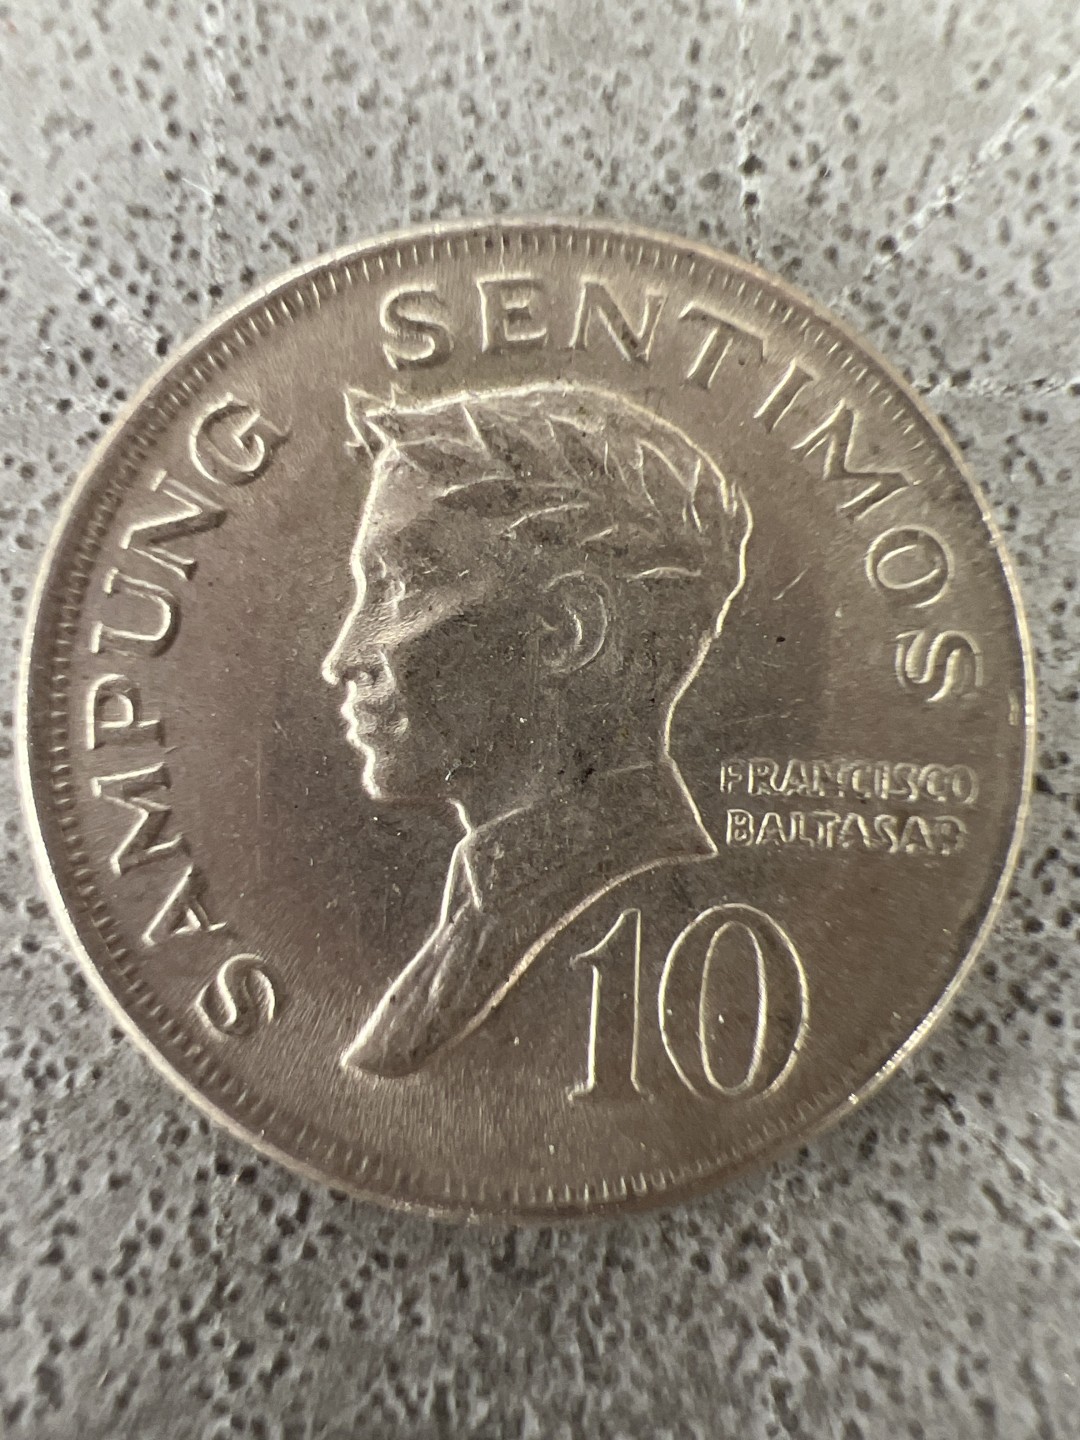 SAMPUNG SENTIMOS
FRANCISCO
BALTASAR
10